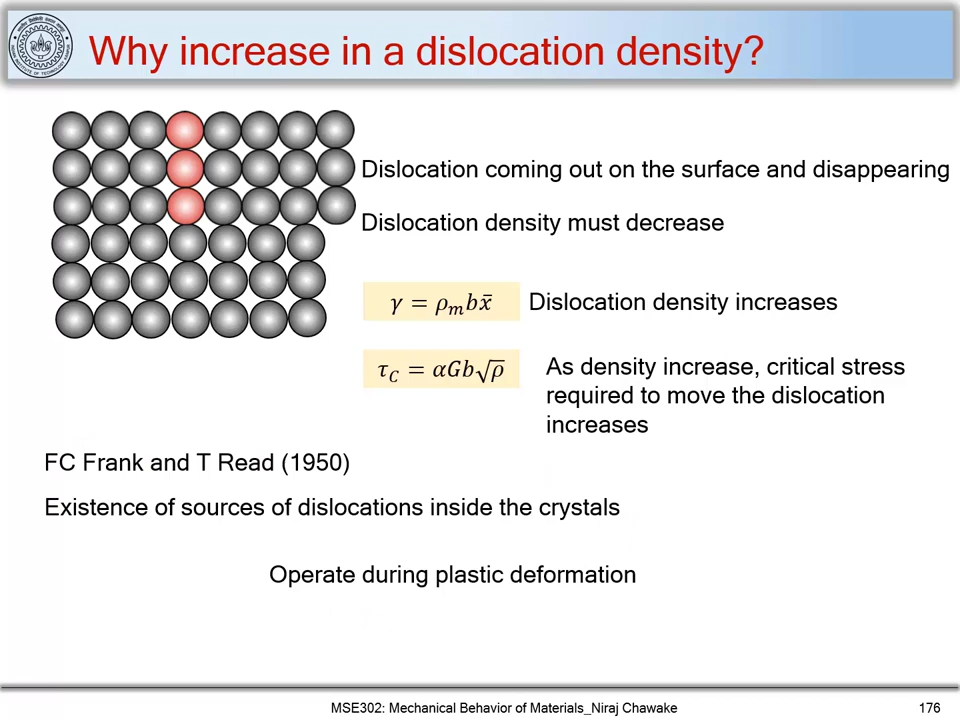 Why increase in a dislocation density?
Dislocation coming out on the surface and disappearing
Dislocation density must decrease
γ = ρₘbx̄ Dislocation density increases
τ_C = αGb√ρ As density increase, critical stress
required to move the dislocation
increases
FC Frank and T Read (1950)
Existence of sources of dislocations inside the crystals
Operate during plastic deformation
MSE302: Mechanical Behavior of Materials_Niraj Chawake 176